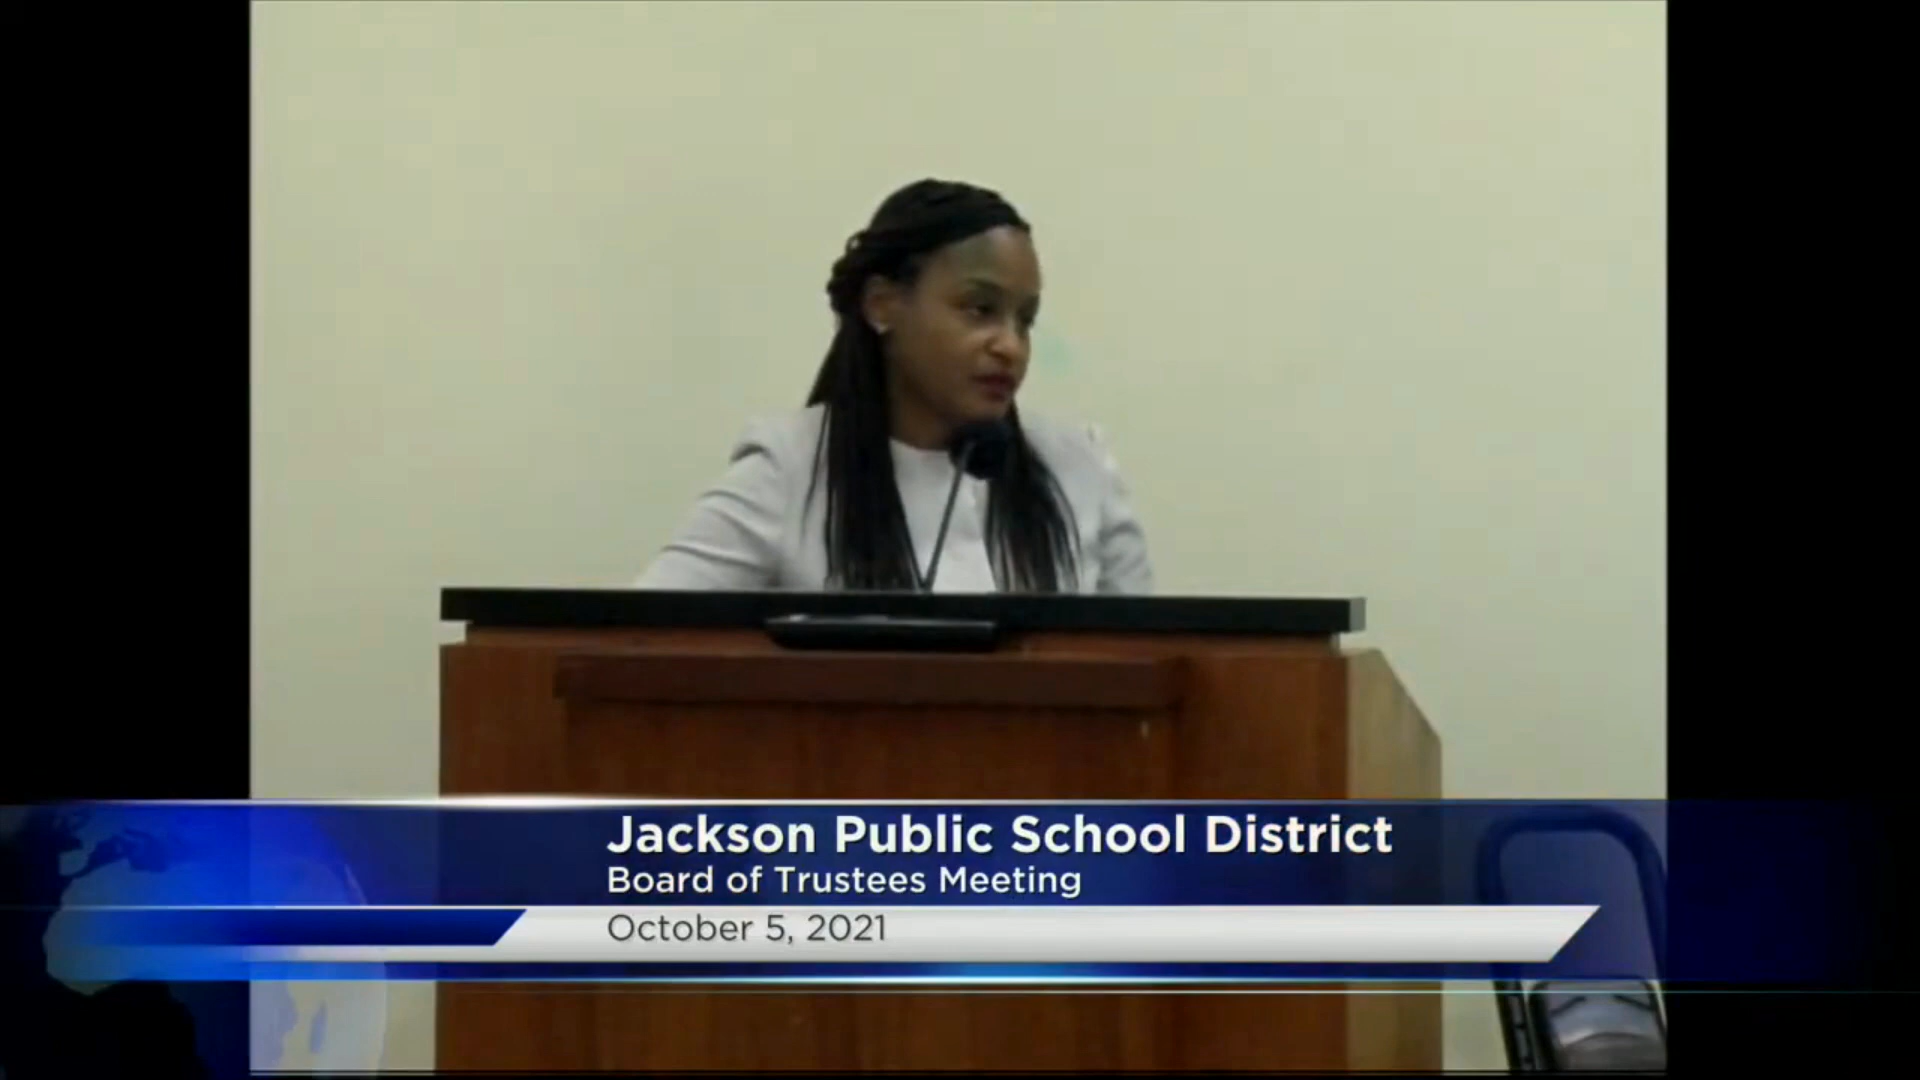 Jackson Public School District
Board of Trustees Meeting
October 5, 2021